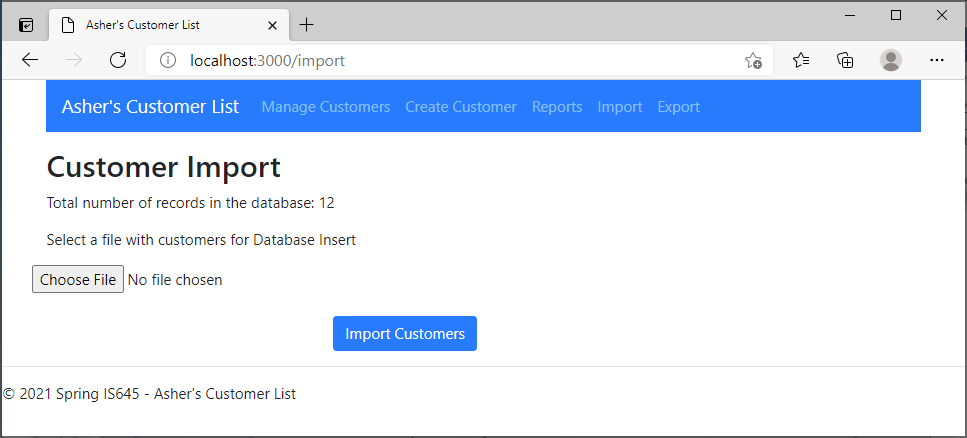 Asher's Customer List
localhost:3000/import
Asher's Customer List Manage Customers Create Customer Reports Import Export
Customer Import
Total number of records in the database: 12
Select a file with customers for Database Insert
Choose File No file chosen
Import Customers
© 2021 Spring IS645 - Asher's Customer List